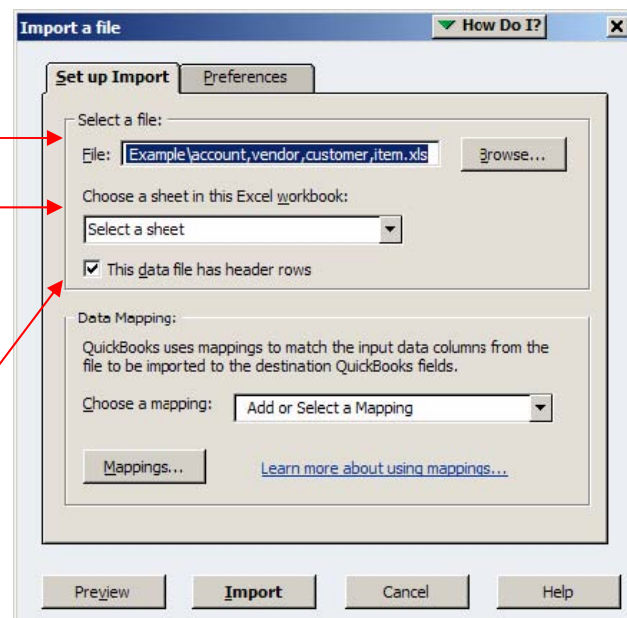 Import a file
How Do I?
X
Set up Import
Preferences
Select a file:
File: Example\account,vendor,customer,item.xls
Browse...
Choose a sheet in this Excel workbook:
Select a sheet
This data file has header rows
Data Mapping:
QuickBooks uses mappings to match the input data columns from the
file to be imported to the destination QuickBooks fields.
Choose a mapping: Add or Select a Mapping
Mappings...
Learn more about using mappings...
Preview
Import
Cancel
Help